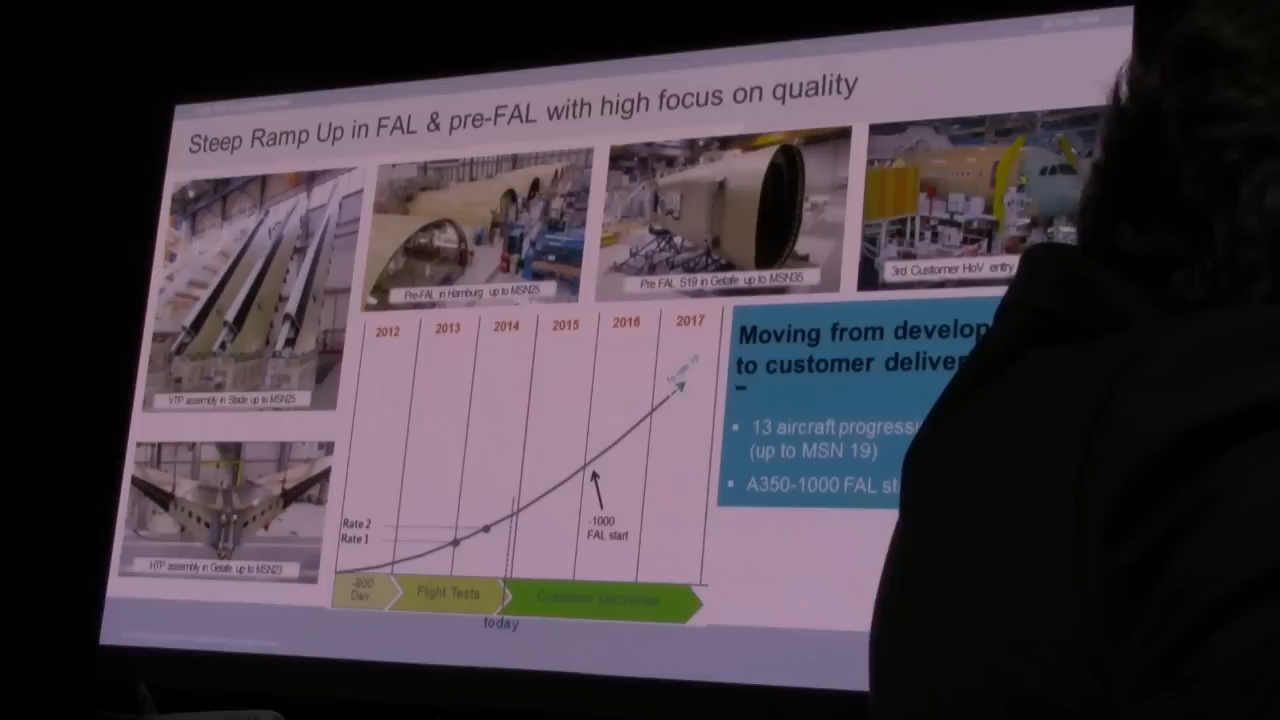 Steep Ramp Up in FAL & pre-FAL with high focus on quality
VTP assembly in Stade up to MSN25
Pre-FAL in Hamburg up to MSN25
Pre FAL S19 in Getafe up to MSN35
3rd Customer HoV entry
HTP assembly in Getafe up to MSN23
2012 2013 2014 2015 2016 2017
Rate 2
Rate 1
-1000
FAL start
-900
Dev
Flight Tests
Customer Deliveries
today
Moving from develop
to customer deliver
–
▪ 13 aircraft progressi
(up to MSN 19)
▪ A350-1000 FAL st